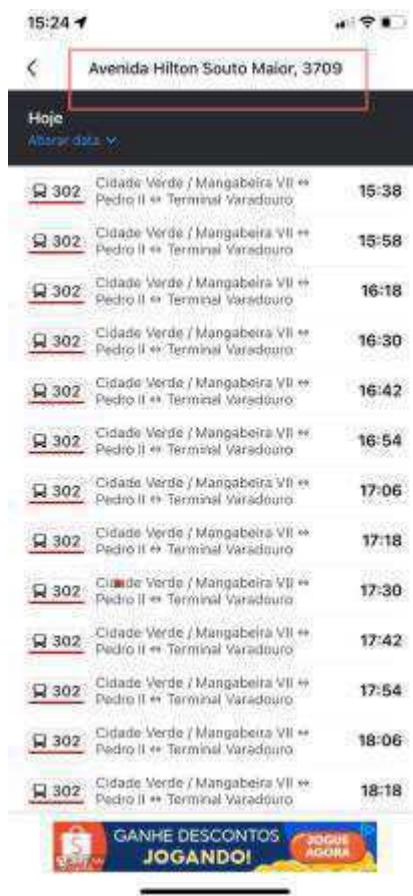 15:24
Avenida Hilton Souto Maior, 3709
Hoje
Alterar data
302 Cidade Verde / Mangabeira VII ↔ 15:38
Pedro II ↔ Terminal Varadouro
302 Cidade Verde / Mangabeira VII ↔ 15:58
Pedro II ↔ Terminal Varadouro
302 Cidade Verde / Mangabeira VII ↔ 16:18
Pedro II ↔ Terminal Varadouro
302 Cidade Verde / Mangabeira VII ↔ 16:30
Pedro II ↔ Terminal Varadouro
302 Cidade Verde / Mangabeira VII ↔ 16:42
Pedro II ↔ Terminal Varadouro
302 Cidade Verde / Mangabeira VII ↔ 16:54
Pedro II ↔ Terminal Varadouro
302 Cidade Verde / Mangabeira VII ↔ 17:06
Pedro II ↔ Terminal Varadouro
302 Cidade Verde / Mangabeira VII ↔ 17:18
Pedro II ↔ Terminal Varadouro
302 Cidade Verde / Mangabeira VII ↔ 17:30
Pedro II ↔ Terminal Varadouro
302 Cidade Verde / Mangabeira VII ↔ 17:42
Pedro II ↔ Terminal Varadouro
302 Cidade Verde / Mangabeira VII ↔ 17:54
Pedro II ↔ Terminal Varadouro
302 Cidade Verde / Mangabeira VII ↔ 18:06
Pedro II ↔ Terminal Varadouro
302 Cidade Verde / Mangabeira VII ↔ 18:18
Pedro II ↔ Terminal Varadouro
GANHE DESCONTOS
JOGANDO!
JOGUE
AGORA